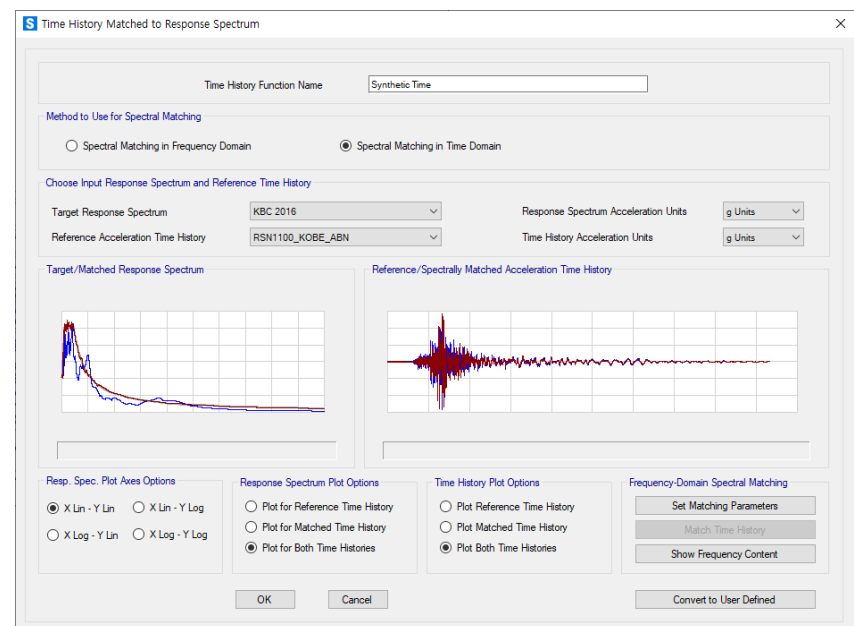 S Time History Matched to Response Spectrum
Time History Function Name Synthetic Time
Method to Use for Spectral Matching
Spectral Matching in Frequency Domain Spectral Matching in Time Domain
Choose Input Response Spectrum and Reference Time History
Target Response Spectrum KBC 2016 Response Spectrum Acceleration Units g Units
Reference Acceleration Time History RSN1100_KOBE_ABN Time History Acceleration Units g Units
Target/Matched Response Spectrum Reference/Spectrally Matched Acceleration Time History
Resp. Spec. Plot Axes Options
X Lin - Y Lin X Lin - Y Log
X Log - Y Lin X Log - Y Log
Response Spectrum Plot Options
Plot for Reference Time History
Plot for Matched Time History
Plot for Both Time Histories
Time History Plot Options
Plot Reference Time History
Plot Matched Time History
Plot Both Time Histories
Frequency-Domain Spectral Matching
Set Matching Parameters
Match Time History
Show Frequency Content
OK Cancel Convert to User Defined